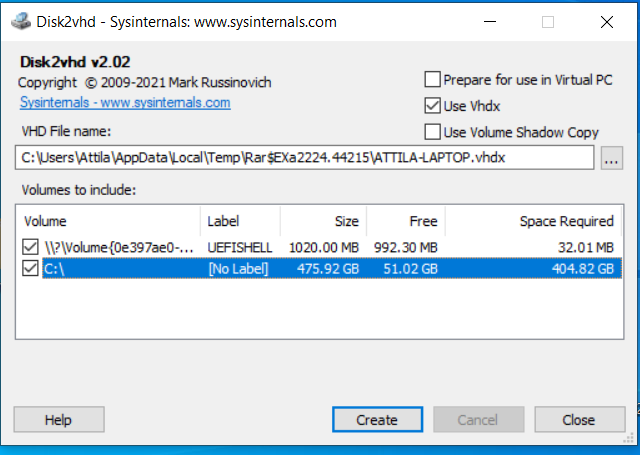 Disk2vhd - Sysinternals: www.sysinternals.com
Disk2vhd v2.02
Copyright © 2009-2021 Mark Russinovich
Sysinternals - www.sysinternals.com
Prepare for use in Virtual PC
Use Vhdx
Use Volume Shadow Copy
VHD File name:
C:\Users\Attila\AppData\Local\Temp\Rar$EXa2224.44215\ATTILA-LAPTOP.vhdx
...
Volumes to include:
Volume Label Size Free Space Required
\\?\Volume{0e397ae0-... UEFISHELL 1020.00 MB 992.30 MB 32.01 MB
C:\ [No Label] 475.92 GB 51.02 GB 404.82 GB
Help Create Cancel Close